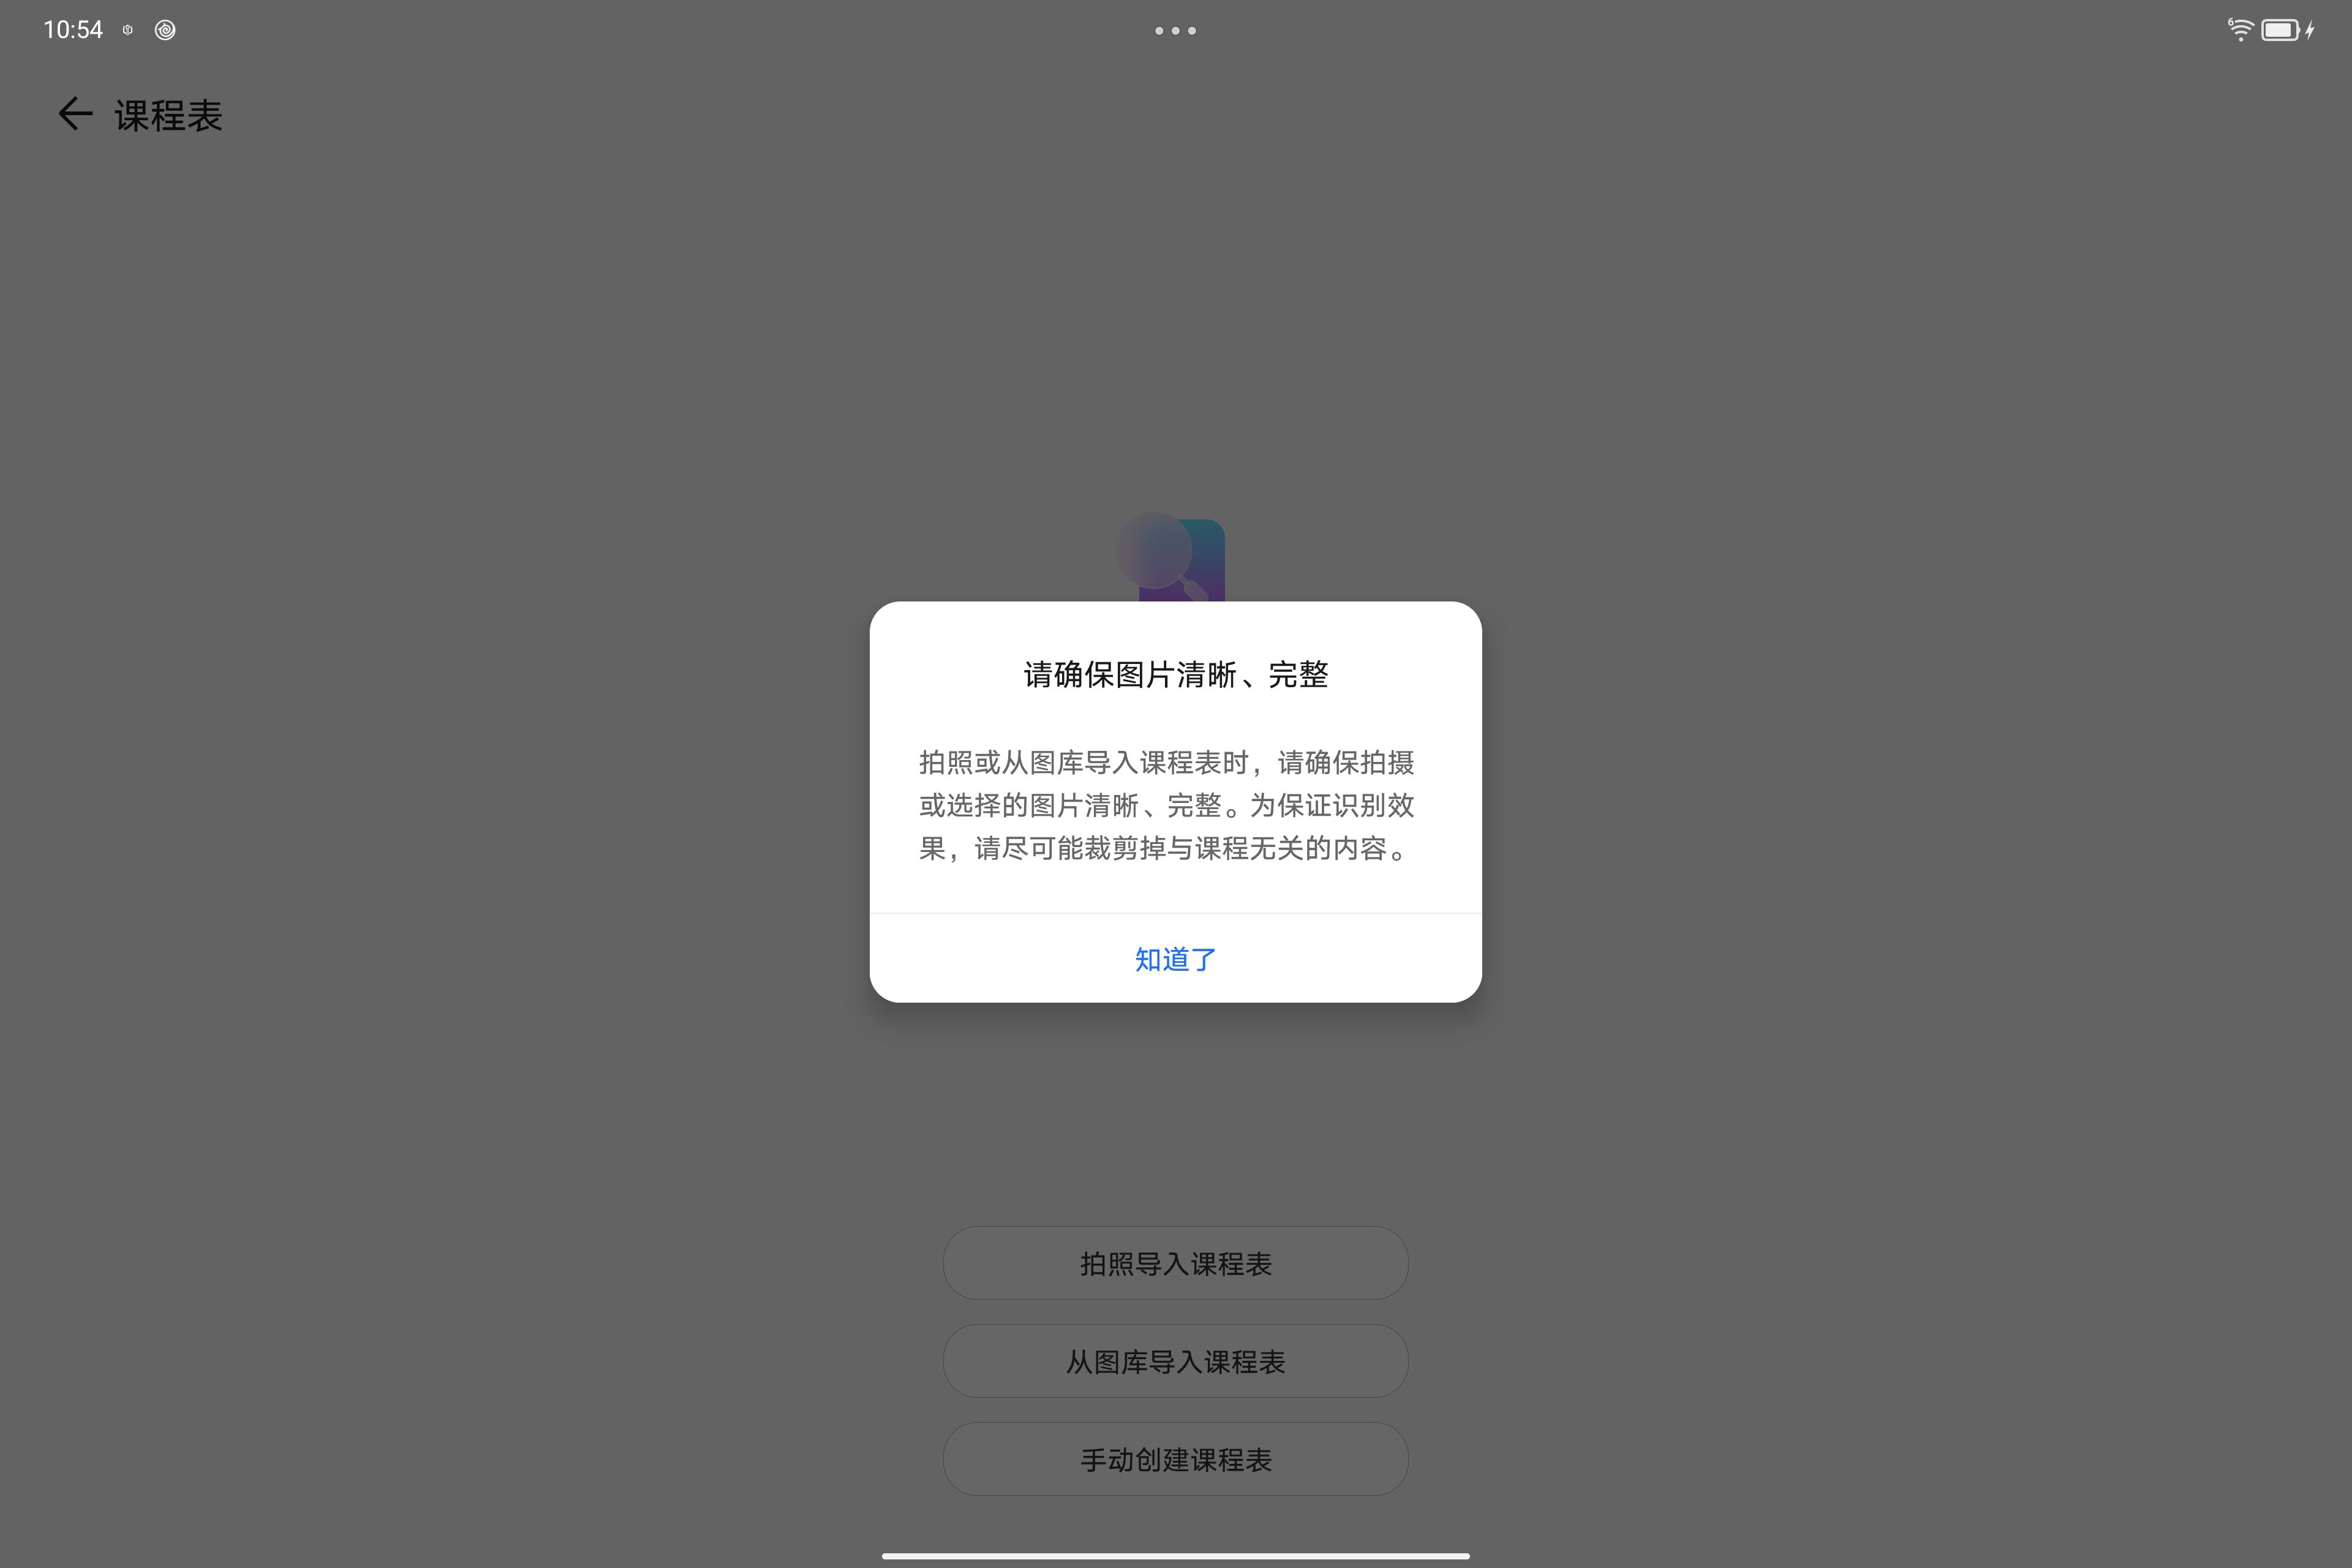 10:54
6
课程表
请确保图片清晰、完整
拍照或从图库导入课程表时，请确保拍摄
或选择的图片清晰、完整。为保证识别效
果，请尽可能裁剪掉与课程无关的内容。
知道了
拍照导入课程表
从图库导入课程表
手动创建课程表